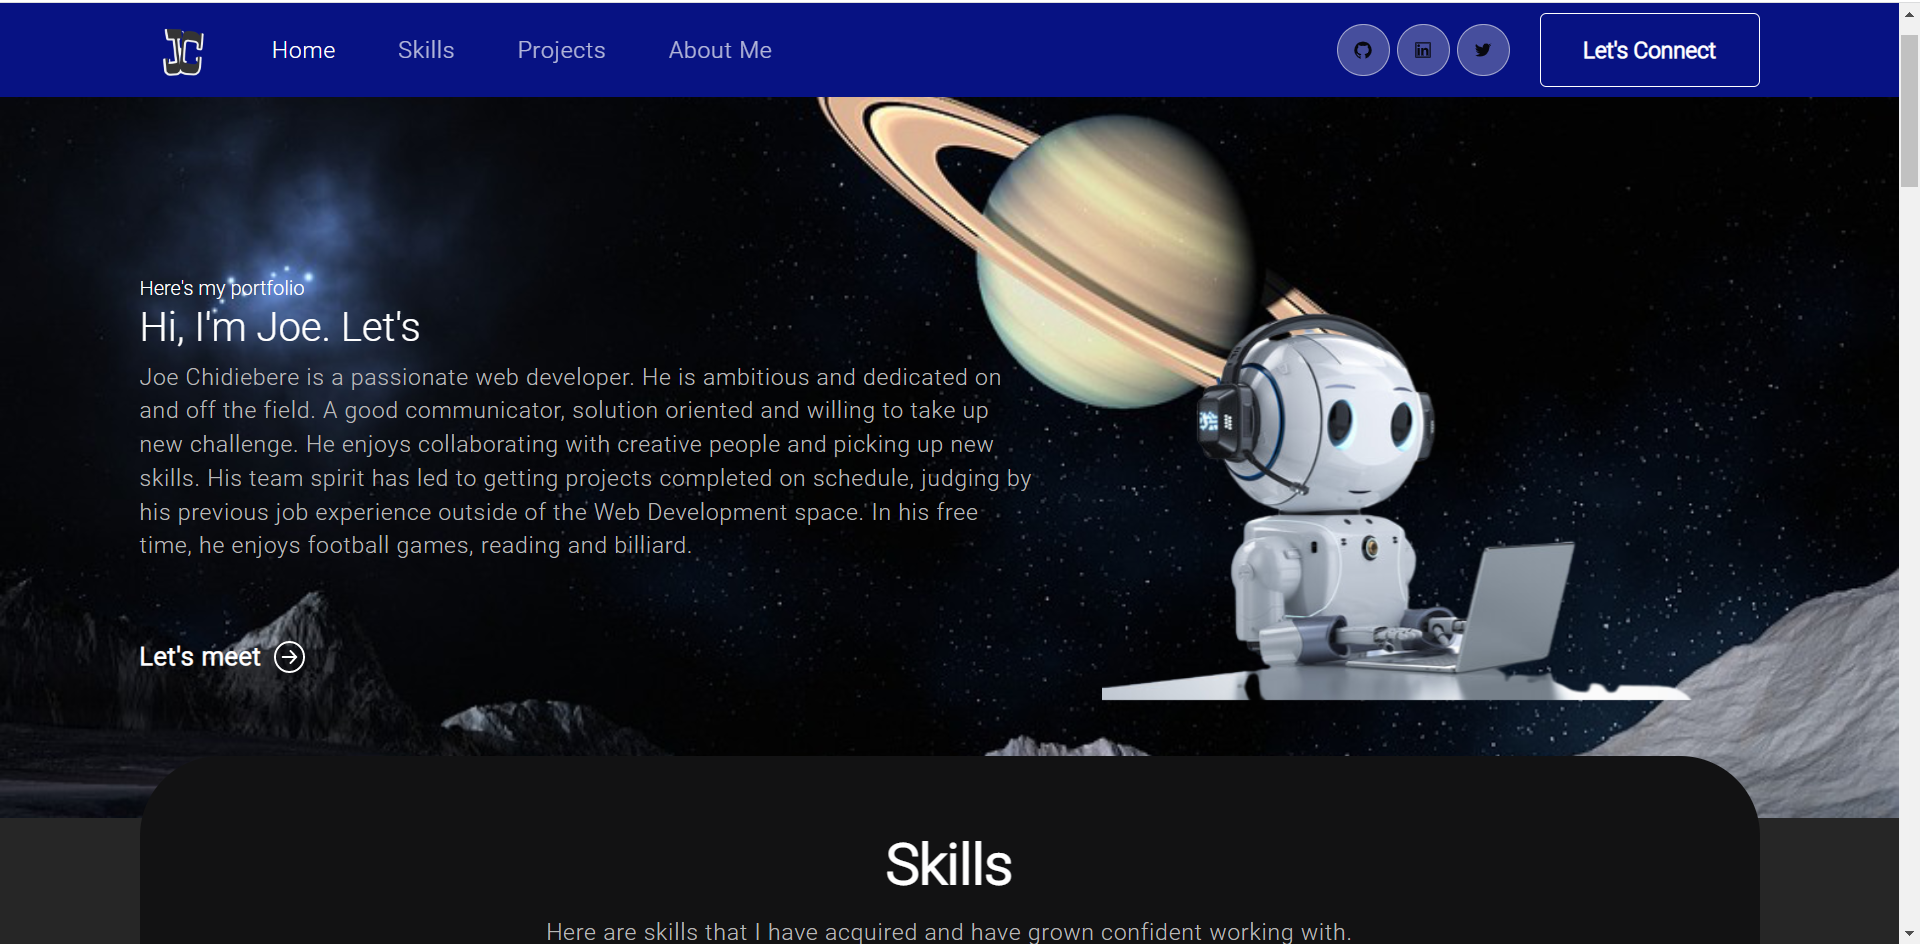 JC
Home
Skills
Projects
About Me
Let's Connect
Here's my portfolio
Hi, I'm Joe. Let's
Joe Chidiebere is a passionate web developer. He is ambitious and dedicated on
and off the field. A good communicator, solution oriented and willing to take up
new challenge. He enjoys collaborating with creative people and picking up new
skills. His team spirit has led to getting projects completed on schedule, judging by
his previous job experience outside of the Web Development space. In his free
time, he enjoys football games, reading and billiard.
Let's meet
Skills
Here are skills that I have acquired and have grown confident working with.